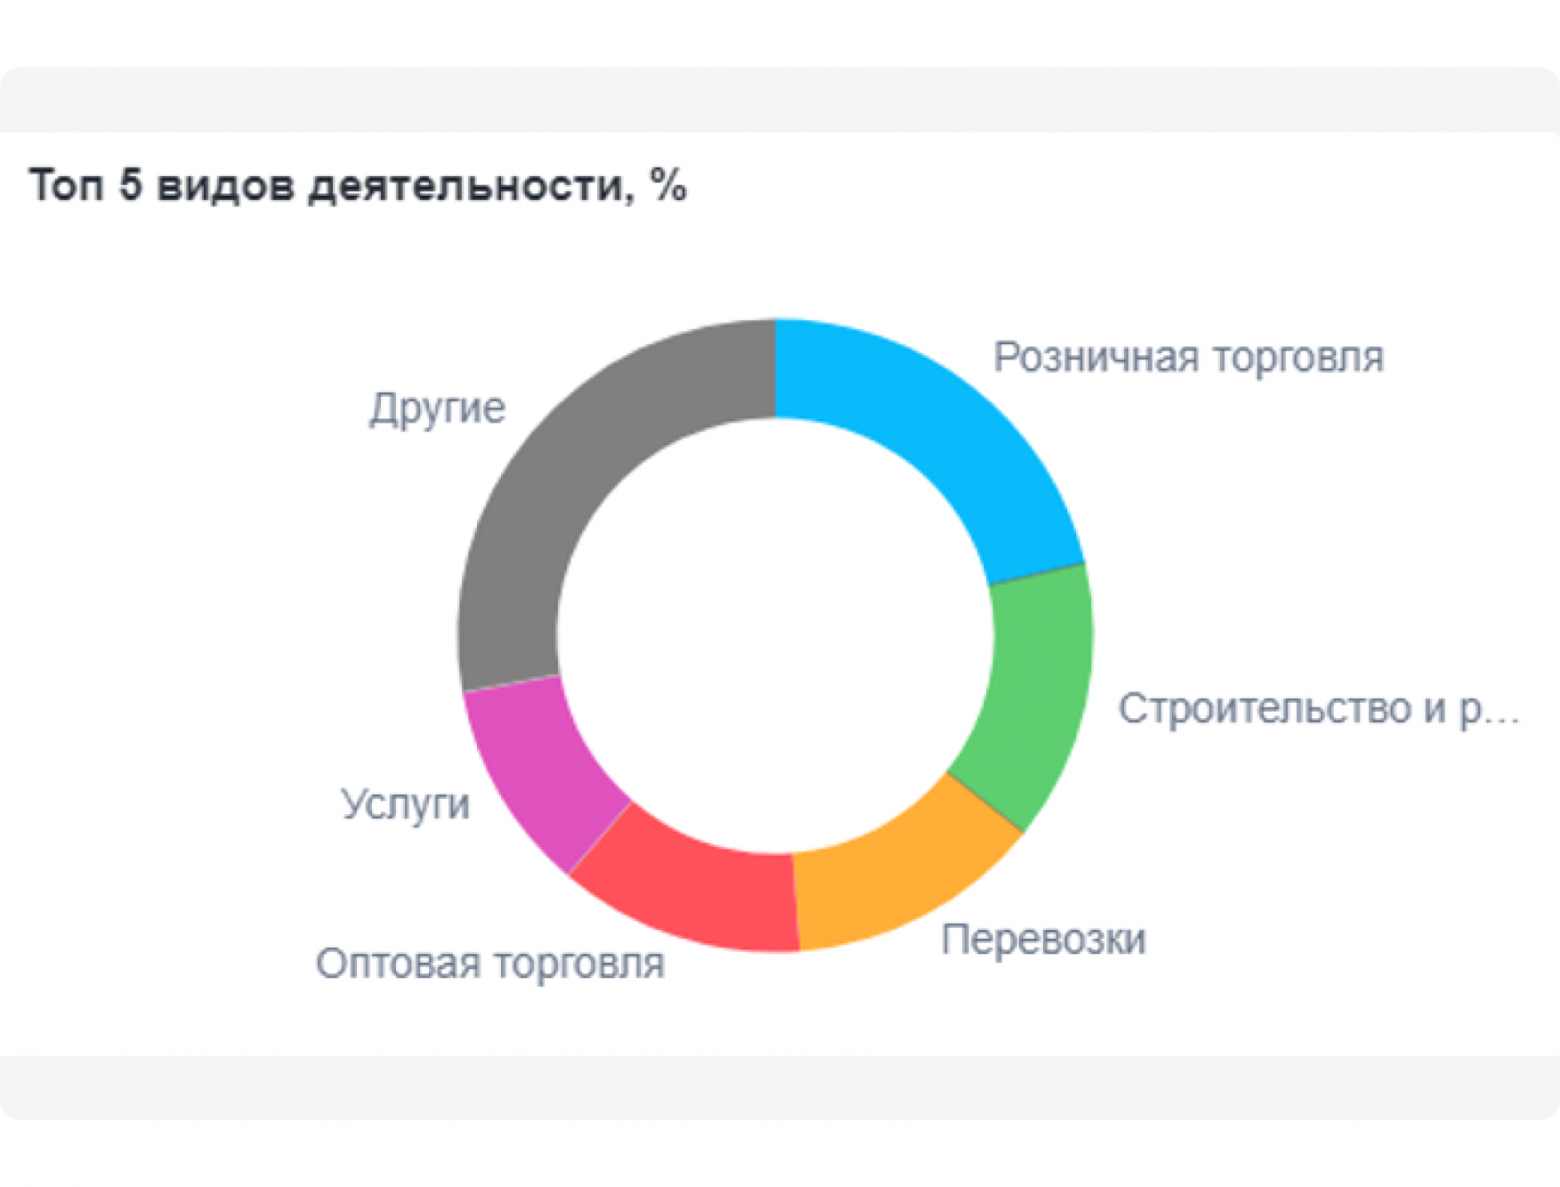 Топ 5 видов деятельности, %
Розничная торговля
Другие
Строительство и р...
Услуги
Перевозки
Оптовая торговля